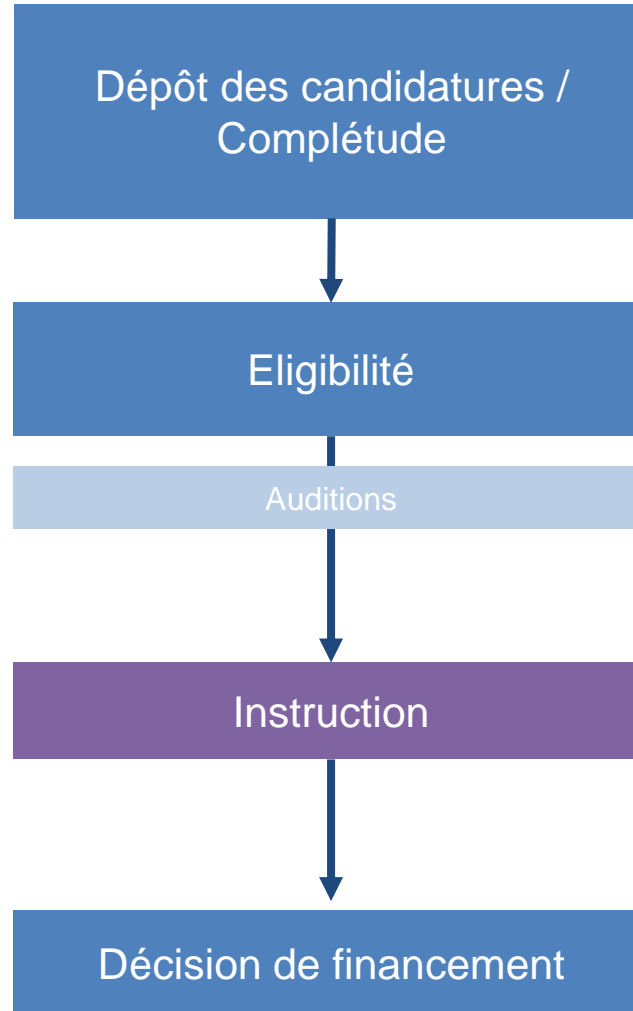 Dépôt des candidatures /
Complétude
Eligibilité
Auditions
Instruction
Décision de financement